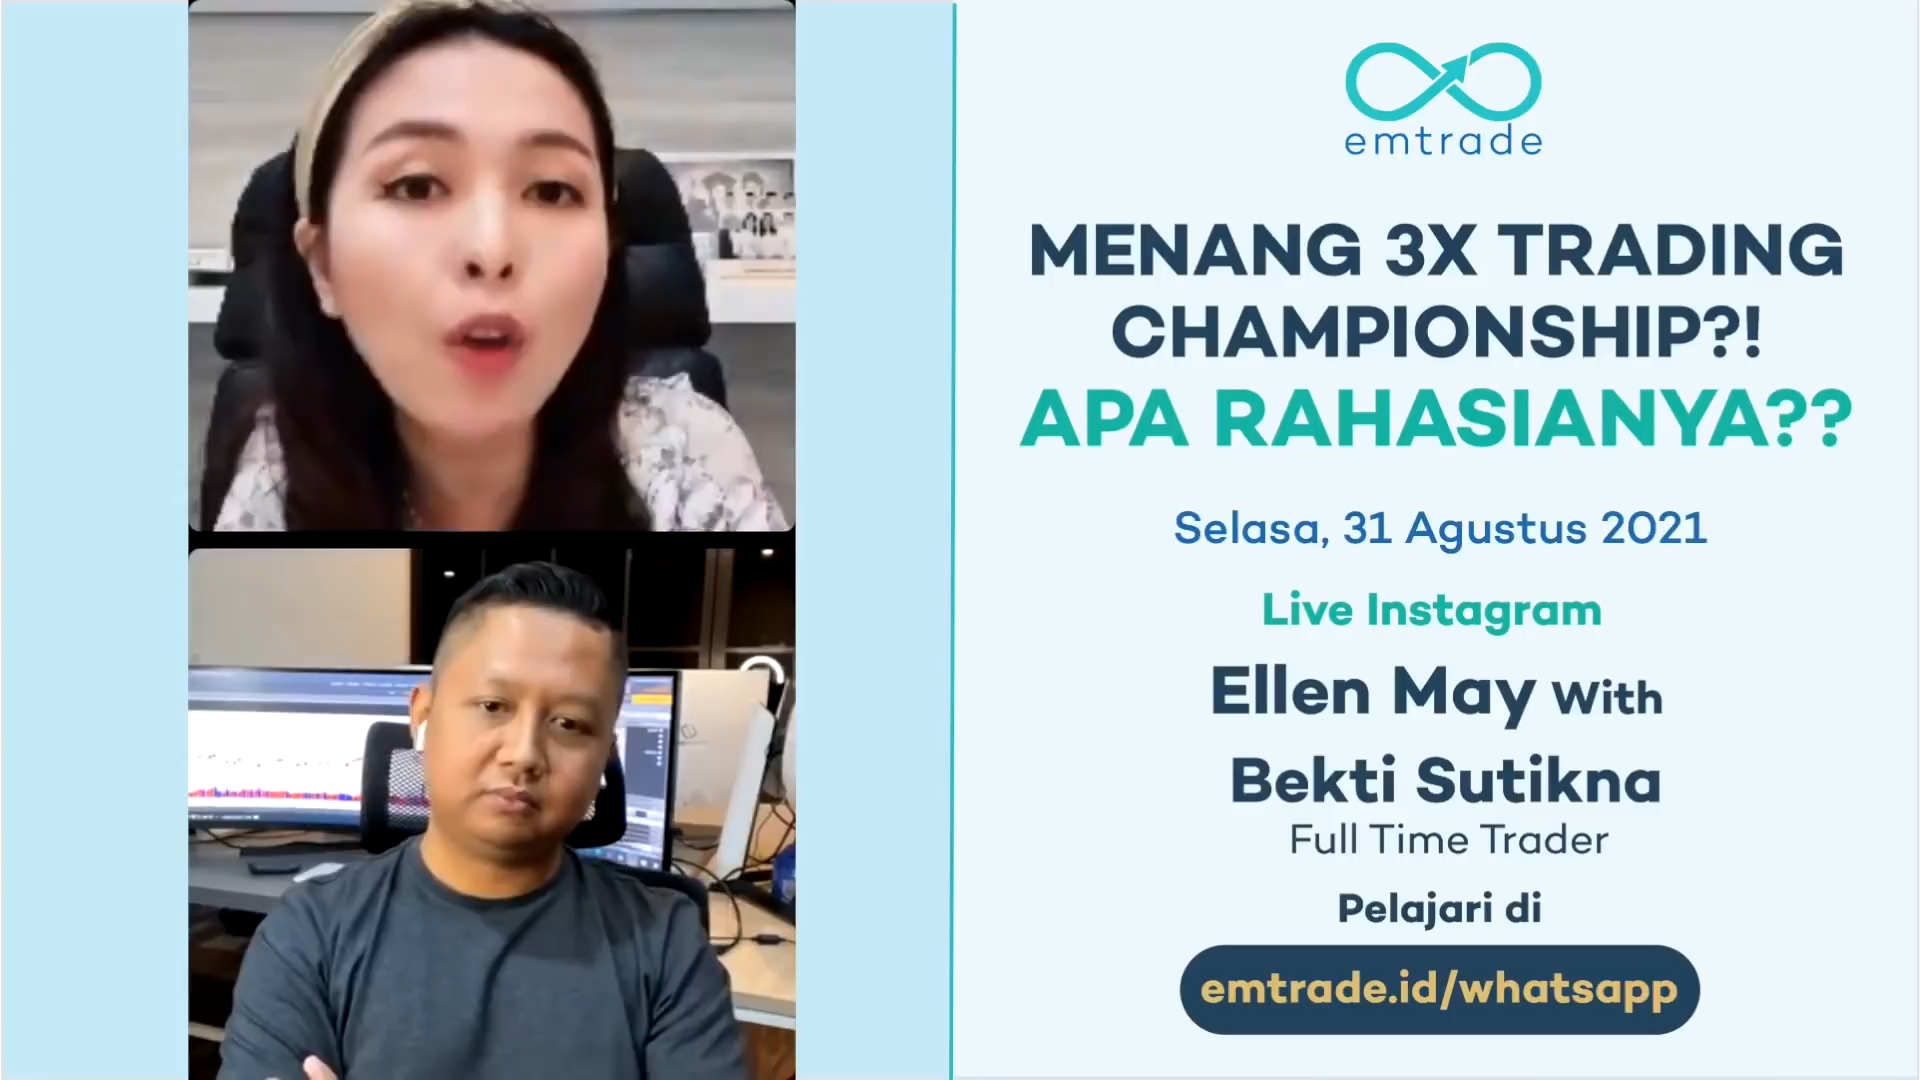 emtrade
MENANG 3X TRADING
CHAMPIONSHIP?!
APA RAHASIANYA??
Selasa, 31 Agustus 2021
Live Instagram
Ellen May With
Bekti Sutikna
Full Time Trader
Pelajari di
emtrade.id/whatsapp